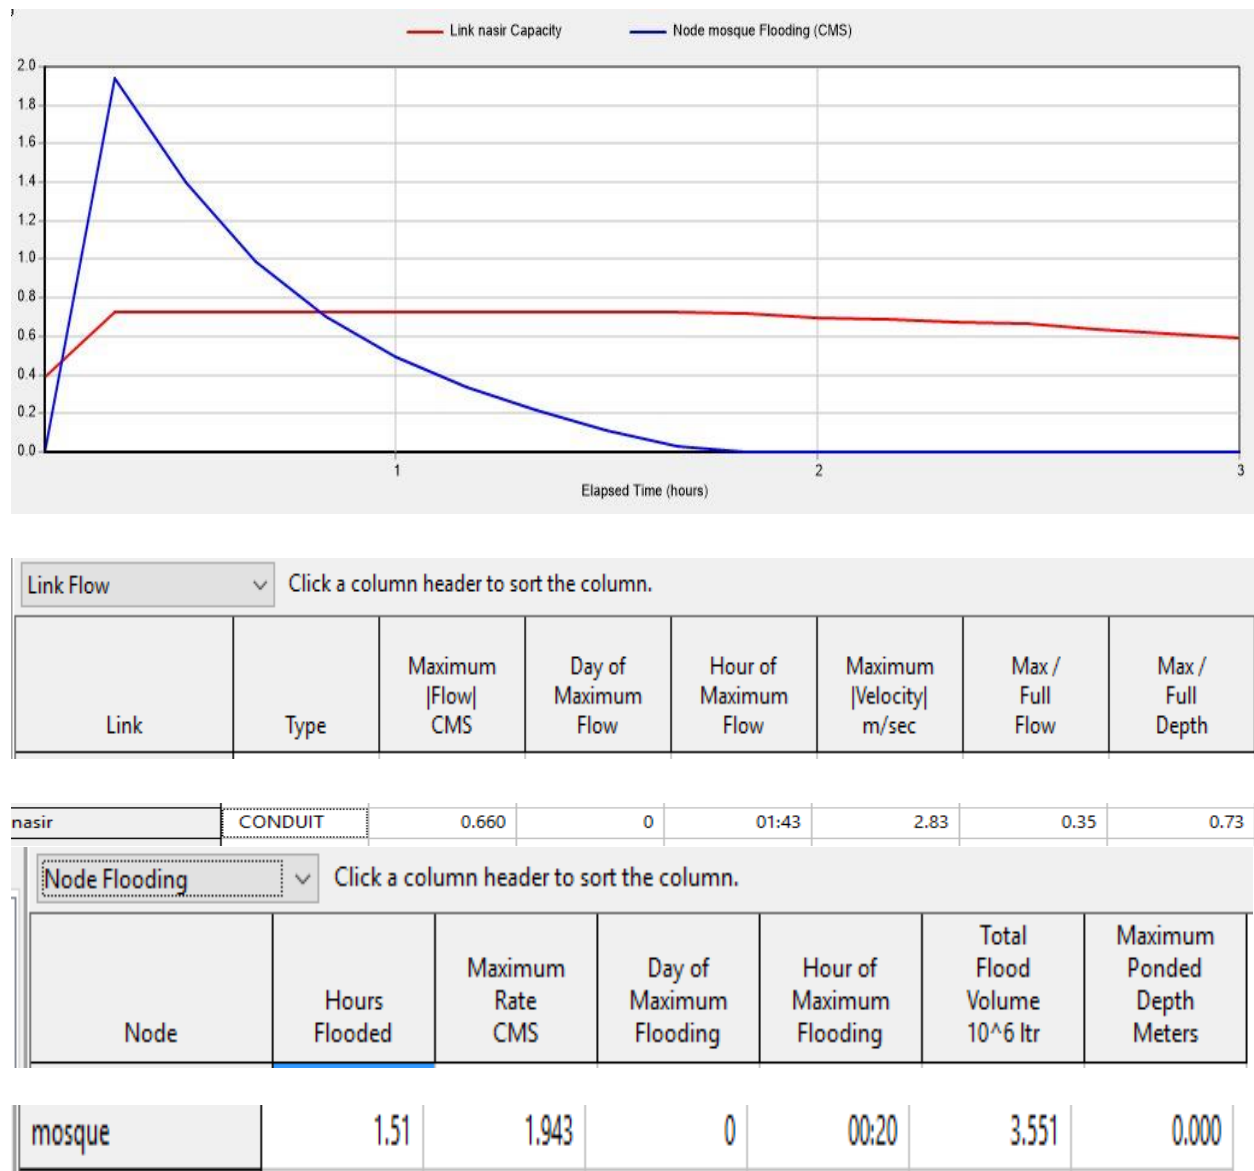 Link nasir Capacity Node mosque Flooding (CMS)
2.0
1.8
1.6
1.4
1.2
1.0
0.8
0.6
0.4
0.2
0.0
1 2 3
Elapsed Time (hours)
Link Flow Click a column header to sort the column.
Link Type Maximum |Flow| CMS Day of Maximum Flow Hour of Maximum Flow Maximum |Velocity| m/sec Max / Full Flow Max / Full Depth
nasir CONDUIT 0.660 0 01:43 2.83 0.35 0.73
Node Flooding Click a column header to sort the column.
Node Hours Flooded Maximum Rate CMS Day of Maximum Flooding Hour of Maximum Flooding Total Flood Volume 10^6 ltr Maximum Ponded Depth Meters
mosque 1.51 1.943 0 00:20 3.551 0.000